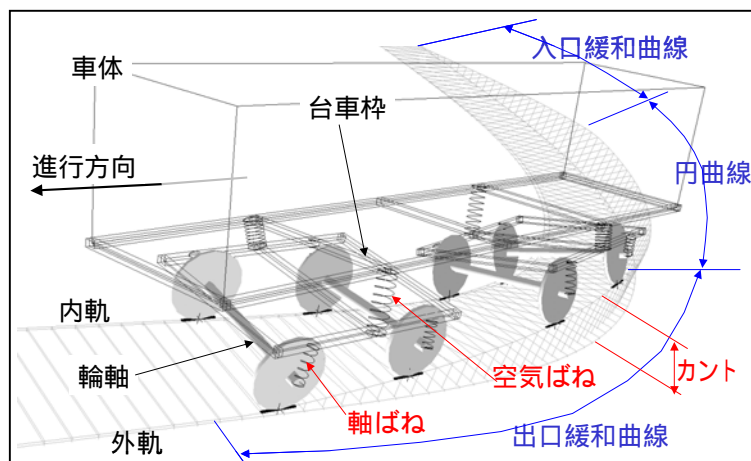 入口緩和曲線
車体
台車枠
進行方向
円曲線
内軌
輪軸
空気ばね
カント
軸ばね
出口緩和曲線
外軌